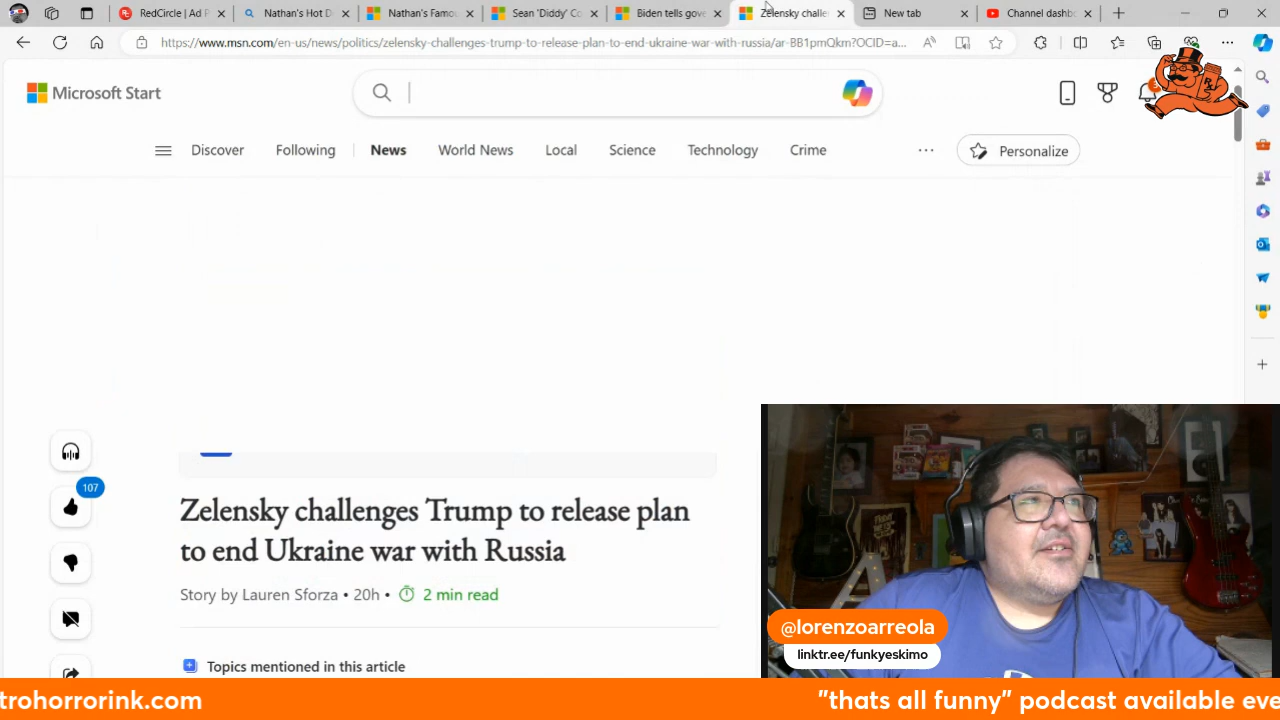 RedCircle | Ad P
Nathan's Hot D
Nathan's Famou
Sean 'Diddy' Co
Biden tells gove
Zelensky challe
New tab
Channel dashbo
https://www.msn.com/en-us/news/politics/zelensky-challenges-trump-to-release-plan-to-end-ukraine-war-with-russia/ar-BB1pmQkm?OCID=a...
Microsoft Start
Discover
Following
News
World News
Local
Science
Technology
Crime
Personalize
107
Zelensky challenges Trump to release plan
to end Ukraine war with Russia
Story by Lauren Sforza • 20h • 2 min read
Topics mentioned in this article
@lorenzoarreola
linktr.ee/funkyeskimo
trohorrorink.com
"thats all funny" podcast available eve